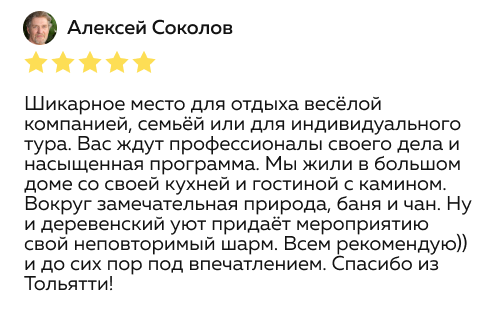 Алексей Соколов
Шикарное место для отдыха весёлой
компанией, семьёй или для индивидуального
тура. Вас ждут профессионалы своего дела и
насыщенная программа. Мы жили в большом
доме со своей кухней и гостиной с камином.
Вокруг замечательная природа, баня и чан. Ну
и деревенский уют придаёт мероприятию
свой неповторимый шарм. Всем рекомендую))
и до сих пор под впечатлением. Спасибо из
Тольятти!